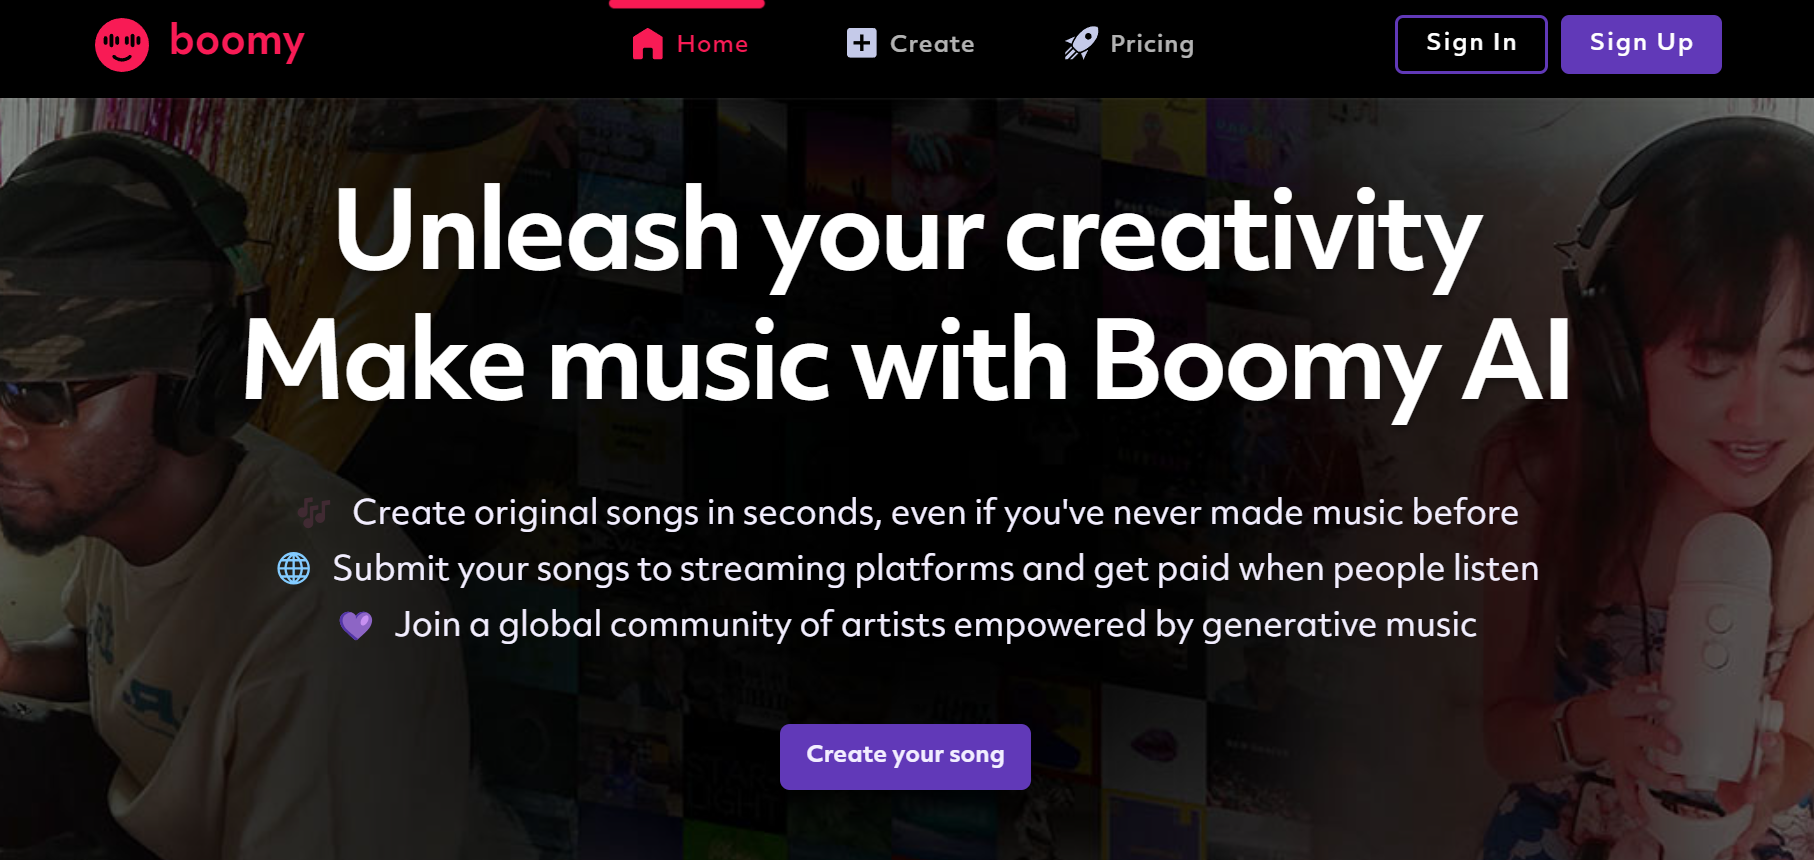 boomy
Home
Create
Pricing
Sign In
Sign Up
Unleash your creativity
Make music with Boomy AI
Create original songs in seconds, even if you've never made music before
Submit your songs to streaming platforms and get paid when people listen
Join a global community of artists empowered by generative music
Create your song
STAR
LIGHT